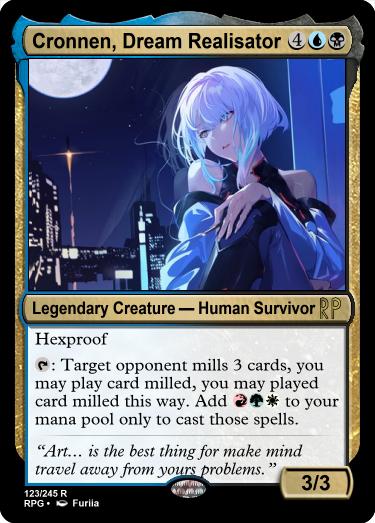 Cronnen, Dream Realisator 4
Legendary Creature — Human Survivor RP
Hexproof
: Target opponent mills 3 cards, you
may play card milled, you may played
card milled this way. Add to your
mana pool only to cast those spells.
“Art... is the best thing for make mind
travel away from yours problems.”
3/3
123/245 R
RPG • Furiia